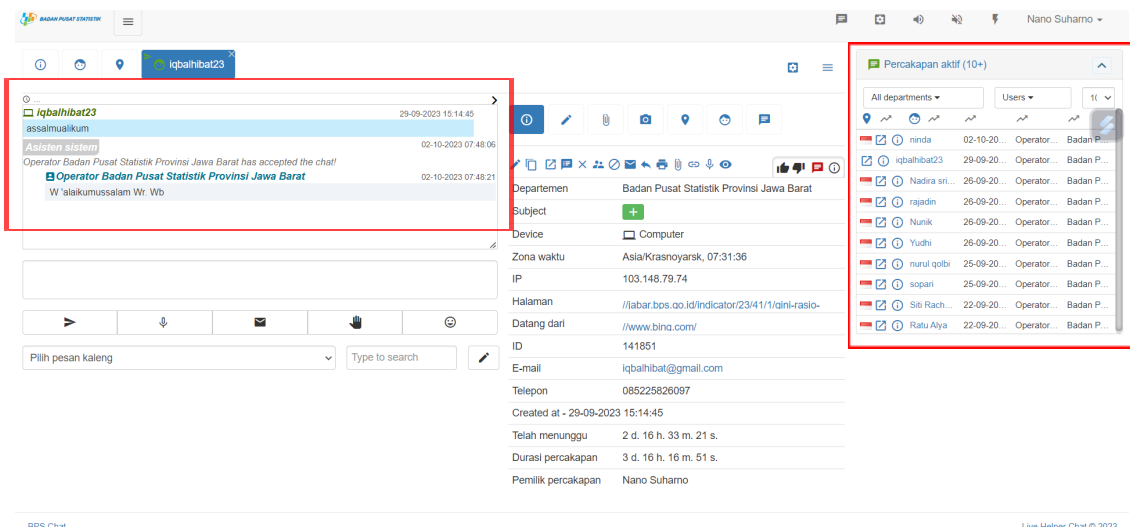 BADAN PUSAT STATISTIK
Nano Suharno
iqbalhibat23
...
iqbalhibat23 29-09-2023 15:14:45
assalmualikum
Asisten sistem 02-10-2023 07:48:06
Operator Badan Pusat Statistik Provinsi Jawa Barat has accepted the chat!
Operator Badan Pusat Statistik Provinsi Jawa Barat 02-10-2023 07:48:21
W 'alaikumussalam Wr. Wb
Pilih pesan kaleng
Type to search
Departemen Badan Pusat Statistik Provinsi Jawa Barat
Subject
Device Computer
Zona waktu Asia/Krasnoyarsk, 07:31:36
IP 103.148.79.74
Halaman //jabar.bps.go.id/indicator/23/41/1/gini-rasio-
Datang dari //www.bing.com/
ID 141851
E-mail iqbalhibat@gmail.com
Telepon 085225826097
Created at - 29-09-2023 15:14:45
Telah menunggu 2 d. 16 h. 33 m. 21 s.
Durasi percakapan 3 d. 16 h. 16 m. 51 s.
Pemilik percakapan Nano Suharno
Percakapan aktif (10+)
All departments Users 1(
ninda 02-10-20... Operator... Badan P...
iqbalhibat23 29-09-20... Operator... Badan P...
Nadira sri... 26-09-20... Operator... Badan P...
rajadin 26-09-20... Operator... Badan P...
Nunik 26-09-20... Operator... Badan P...
Yudhi 26-09-20... Operator... Badan P...
nurul qolbi 25-09-20... Operator... Badan P...
sopari 25-09-20... Operator... Badan P...
Siti Rach... 22-09-20... Operator... Badan P...
Ratu Alya 22-09-20... Operator... Badan P...
BPS Chat
Live Helper Chat © 2023